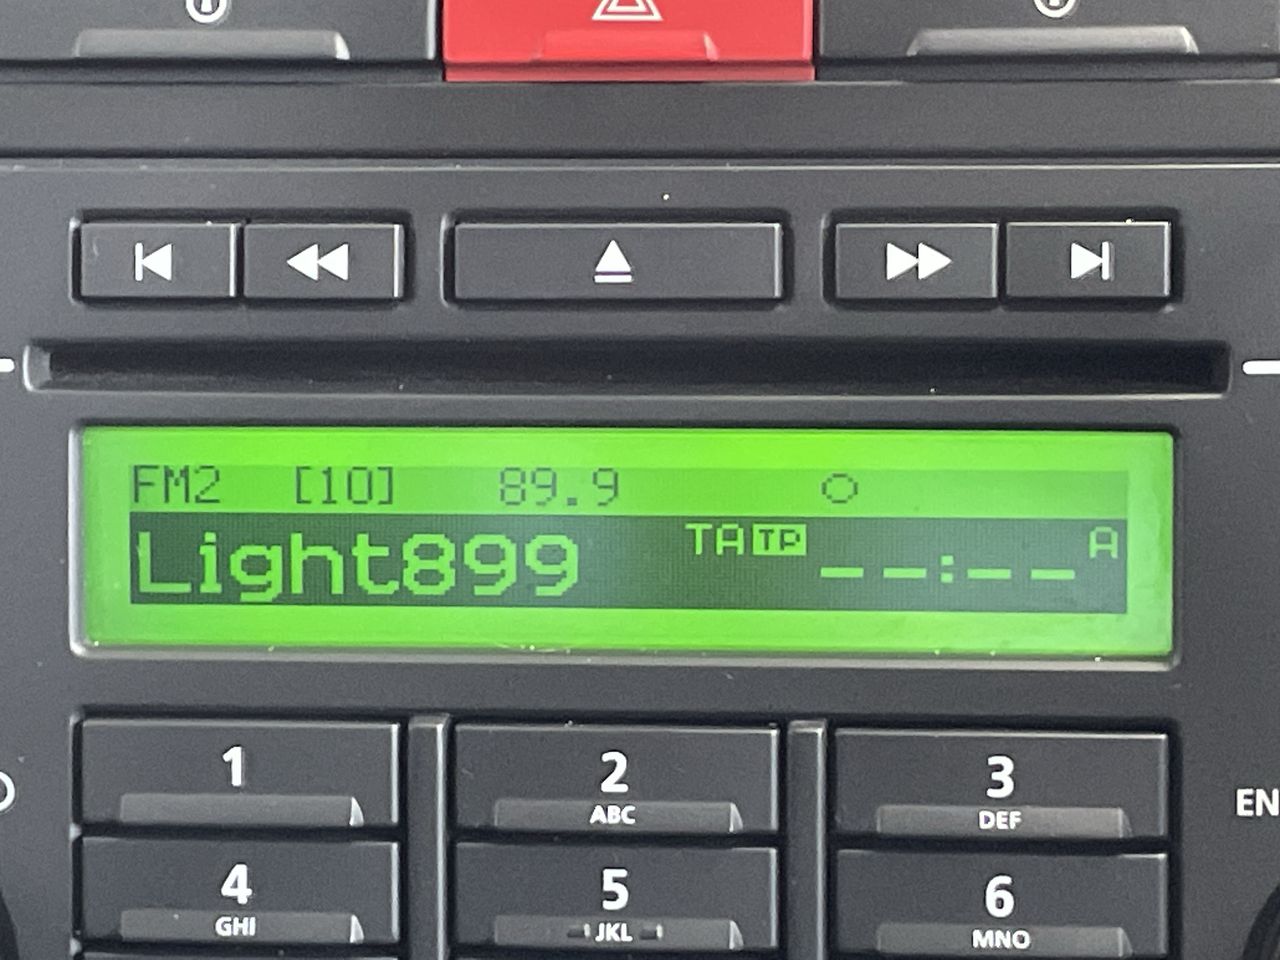 FM2 [10] 89.9
Light899 TA TP --:-- A
1
2
ABC
3
DEF
4
GHI
5
JKL
6
MNO
EN